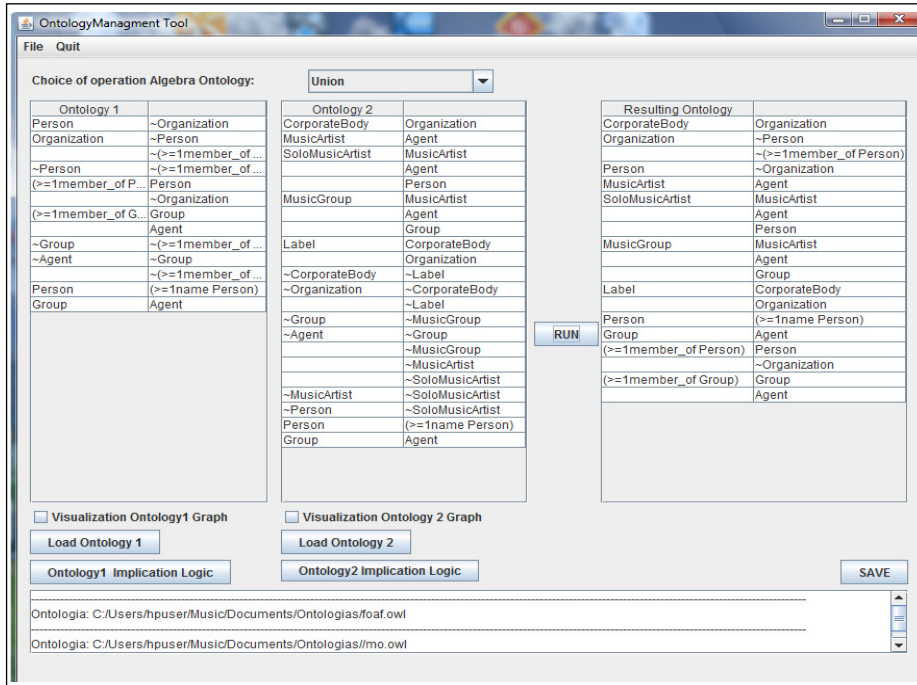 OntologyManagment Tool
File Quit
Choice of operation Algebra Ontology: Union
Ontology 1
Person ~Organization
Organization ~Person
~(>=1member_of ...
~Person ~(>=1member_of ...
(>=1member_of P... Person
~Organization
(>=1member_of G... Group
Agent
~Group ~(>=1member_of ...
~Agent ~Group
~(>=1member_of ...
Person (>=1name Person)
Group Agent
Ontology 2
CorporateBody Organization
MusicArtist Agent
SoloMusicArtist MusicArtist
Agent
Person
MusicGroup MusicArtist
Agent
Group
Label CorporateBody
Organization
~CorporateBody ~Label
~Organization ~CorporateBody
~Label
~Group ~MusicGroup
~Agent ~Group
~MusicGroup
~MusicArtist
~SoloMusicArtist
~MusicArtist ~SoloMusicArtist
~Person ~SoloMusicArtist
Person (>=1name Person)
Group Agent
RUN
Resulting Ontology
CorporateBody Organization
Organization ~Person
~(>=1member_of Person)
Person ~Organization
MusicArtist Agent
SoloMusicArtist MusicArtist
Agent
Person
MusicGroup MusicArtist
Agent
Group
Label CorporateBody
Organization
Person (>=1name Person)
Group Agent
(>=1member_of Person) Person
~Organization
(>=1member_of Group) Group
Agent
Visualization Ontology1 Graph
Visualization Ontology 2 Graph
Load Ontology 1
Load Ontology 2
Ontology1 Implication Logic
Ontology2 Implication Logic
SAVE
Ontologia: C:/Users/hpuser/Music/Documents/Ontologias/foaf.owl
Ontologia: C:/Users/hpuser/Music/Documents/Ontologias//mo.owl